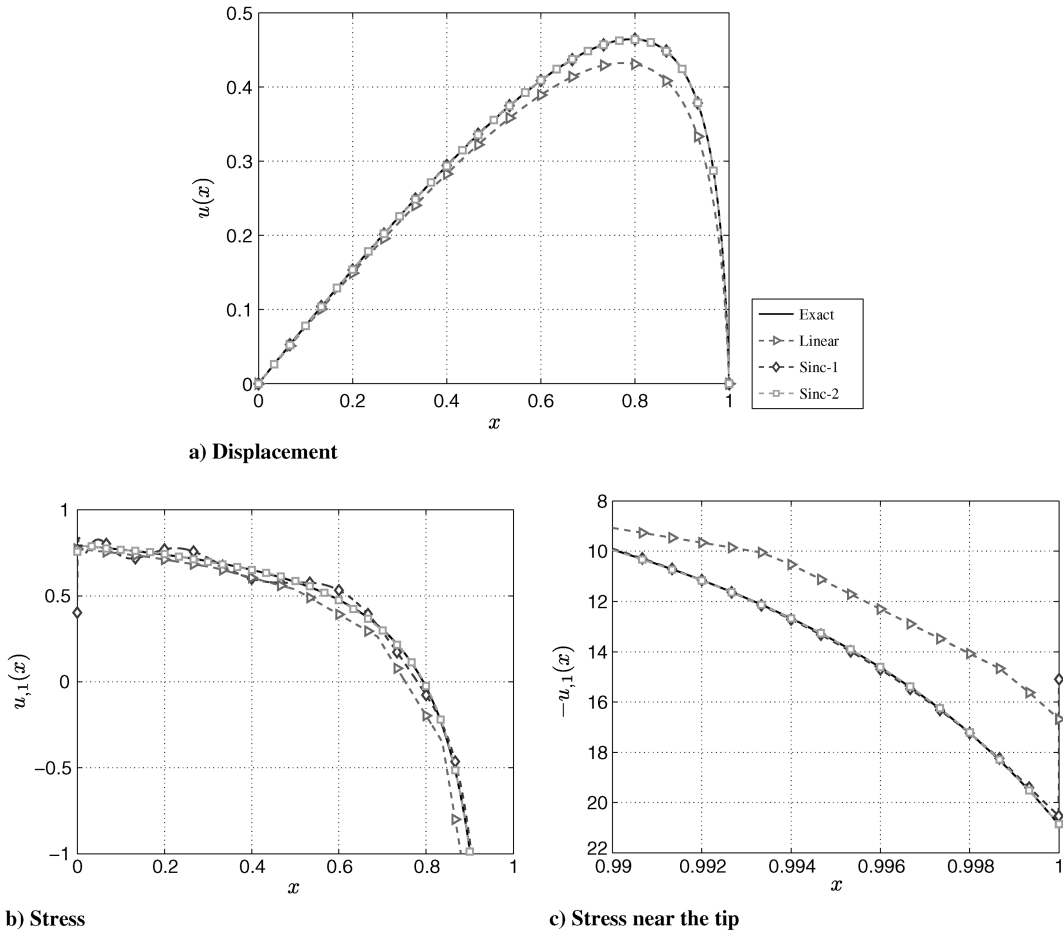 0.5
0.4
0.3
0.2
0.1
0
u(x)
0 0.2 0.4 0.6 0.8 1
x
Exact
Linear
Sinc-1
Sinc-2
a) Displacement
1
0.5
0
−0.5
−1
u,1(x)
0 0.2 0.4 0.6 0.8 1
x
b) Stress
8
10
12
14
16
18
20
22
−u,1(x)
0.99 0.992 0.994 0.996 0.998 1
x
c) Stress near the tip